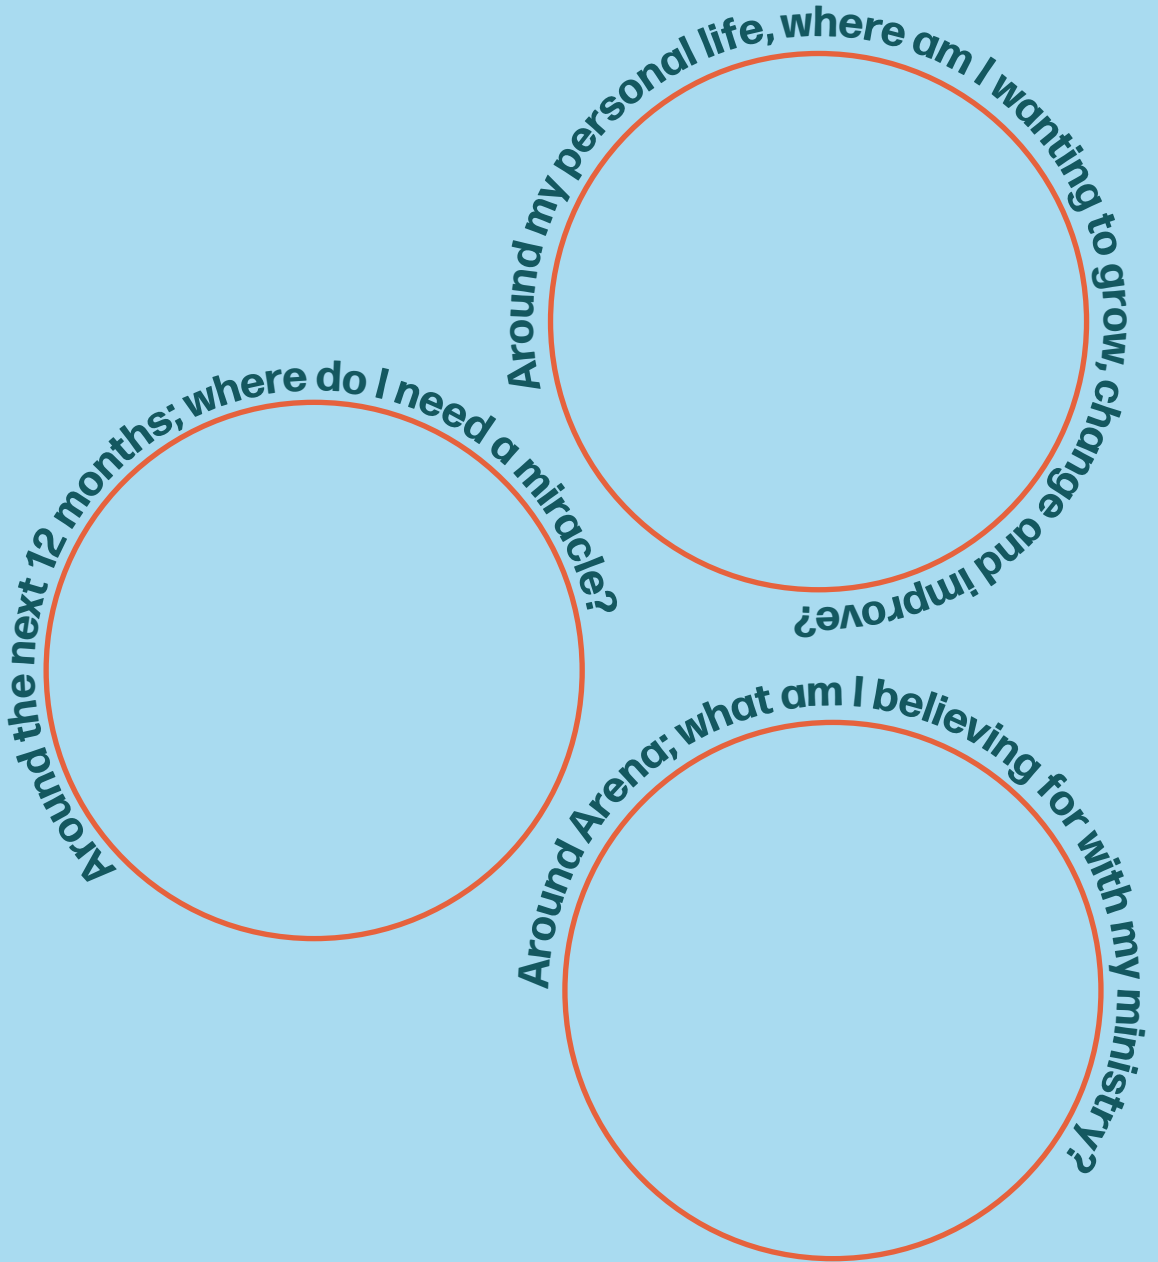 Around my personal life, where am I wanting to grow, change and improve?
Around the next 12 months; where do I need a miracle?
Around Arena; what am I believing for with my ministry?